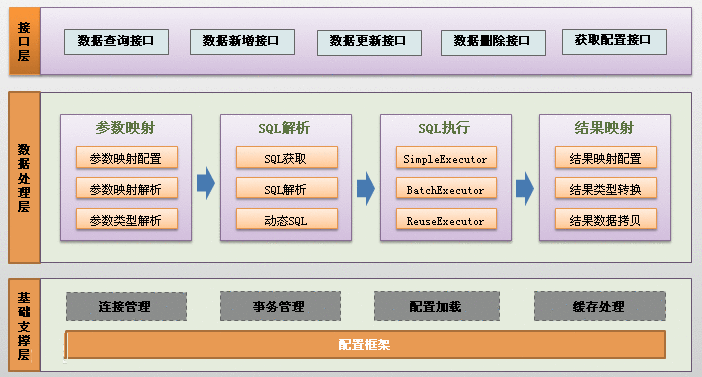 接口层
数据查询接口
数据新增接口
数据更新接口
数据删除接口
获取配置接口
数据处理层
参数映射
参数映射配置
参数映射解析
参数类型解析
SQL解析
SQL获取
SQL解析
动态SQL
SQL执行
SimpleExecutor
BatchExecutor
ReuseExecutor
结果映射
结果映射配置
结果类型转换
结果数据拷贝
基础支撑层
连接管理
事务管理
配置加载
缓存处理
配置框架